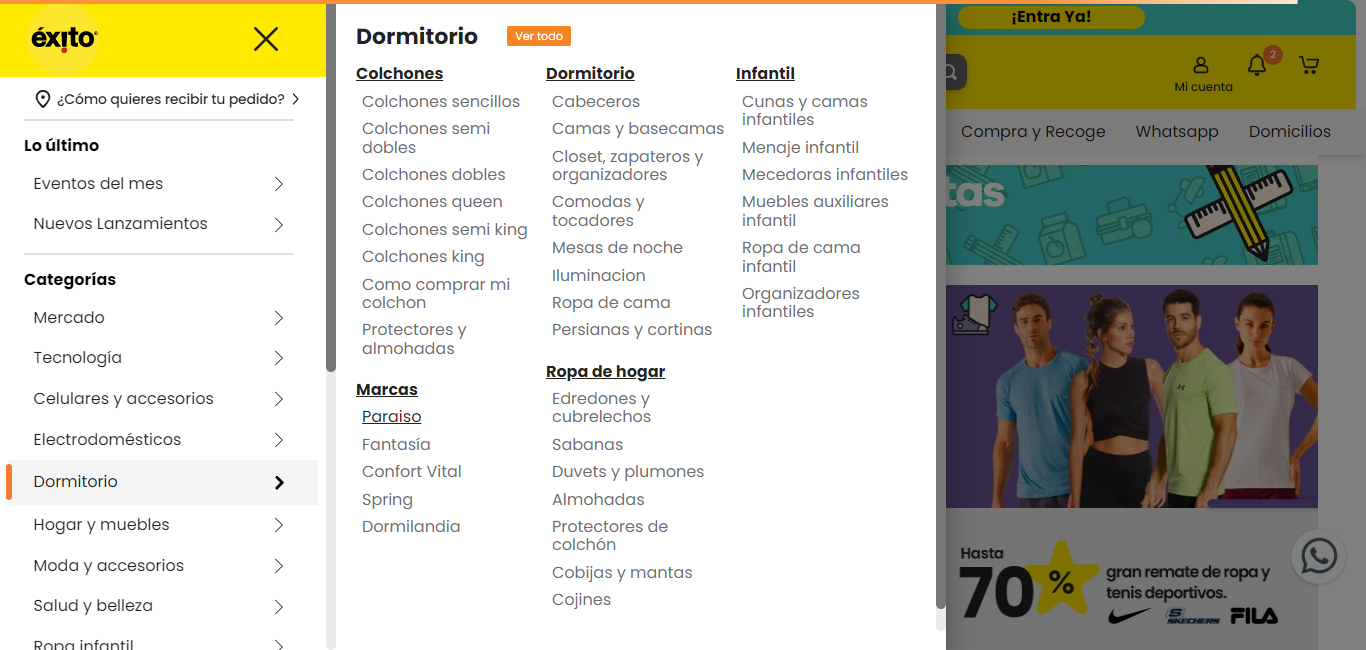 éxito
¿Cómo quieres recibir tu pedido?
Lo último
Eventos del mes
Nuevos Lanzamientos
Categorías
Mercado
Tecnología
Celulares y accesorios
Electrodomésticos
Dormitorio
Hogar y muebles
Moda y accesorios
Salud y belleza
Ropa infantil
Dormitorio
Ver todo
Colchones
Colchones sencillos
Colchones semi
dobles
Colchones dobles
Colchones queen
Colchones semi king
Colchones king
Como comprar mi
colchon
Protectores y
almohadas
Marcas
Paraiso
Fantasía
Confort Vital
Spring
Dormilandia
Dormitorio
Cabeceros
Camas y basecamas
Closet, zapateros y
organizadores
Comodas y
tocadores
Mesas de noche
Iluminacion
Ropa de cama
Persianas y cortinas
Ropa de hogar
Edredones y
cubrelechos
Sabanas
Duvets y plumones
Almohadas
Protectores de
colchón
Cobijas y mantas
Cojines
Infantil
Cunas y camas
infantiles
Menaje infantil
Mecedoras infantiles
Muebles auxiliares
infantil
Ropa de cama
infantil
Organizadores
infantiles
¡Entra Ya!
2
Mi cuenta
Compra y Recoge
Whatsapp
Domicilios
tas
Hasta
70%
gran remate de ropa y
tenis deportivos.
SKECHERS
FILA